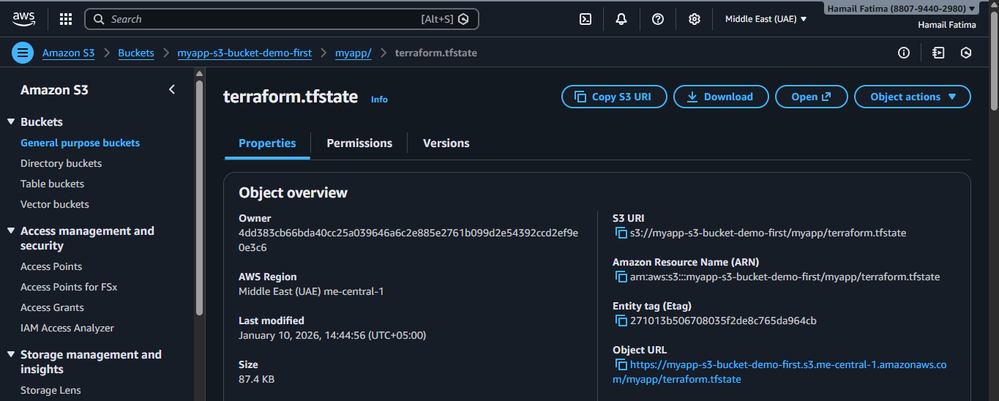 aws
Search [Alt+S]
Middle East (UAE)
Hamail Fatima (8807-9440-2980)
Hamail Fatima
Amazon S3 > Buckets > myapp-s3-bucket-demo-first > myapp/ > terraform.tfstate
Amazon S3
Buckets
General purpose buckets
Directory buckets
Table buckets
Vector buckets
Access management and
security
Access Points
Access Points for FSx
Access Grants
IAM Access Analyzer
Storage management and
insights
Storage Lens
terraform.tfstate Info
Copy S3 URI Download Open Object actions
Properties Permissions Versions
Object overview
Owner
4dd383cb66bda40cc25a039646a6c2e885e2761b099d2e54392ccd2ef9e
0e3c6
AWS Region
Middle East (UAE) me-central-1
Last modified
January 10, 2026, 14:44:56 (UTC+05:00)
Size
87.4 KB
S3 URI
s3://myapp-s3-bucket-demo-first/myapp/terraform.tfstate
Amazon Resource Name (ARN)
arn:aws:s3:::myapp-s3-bucket-demo-first/myapp/terraform.tfstate
Entity tag (Etag)
271013b506708035f2de8c765da964cb
Object URL
https://myapp-s3-bucket-demo-first.s3.me-central-1.amazonaws.co
m/myapp/terraform.tfstate